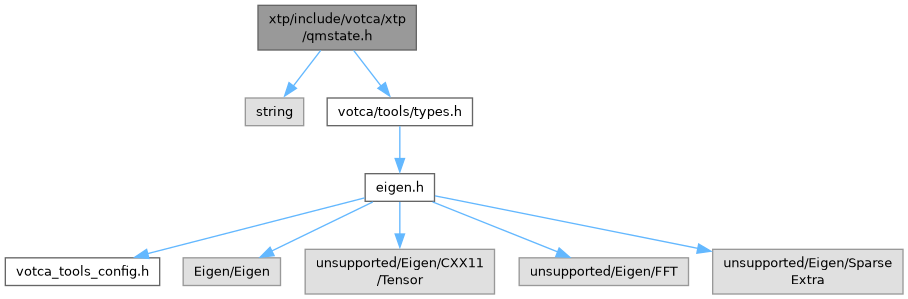 xtp/include/votca/xtp
/qmstate.h
string
votca/tools/types.h
eigen.h
votca_tools_config.h
Eigen/Eigen
unsupported/Eigen/CXX11
/Tensor
unsupported/Eigen/FFT
unsupported/Eigen/Sparse
Extra